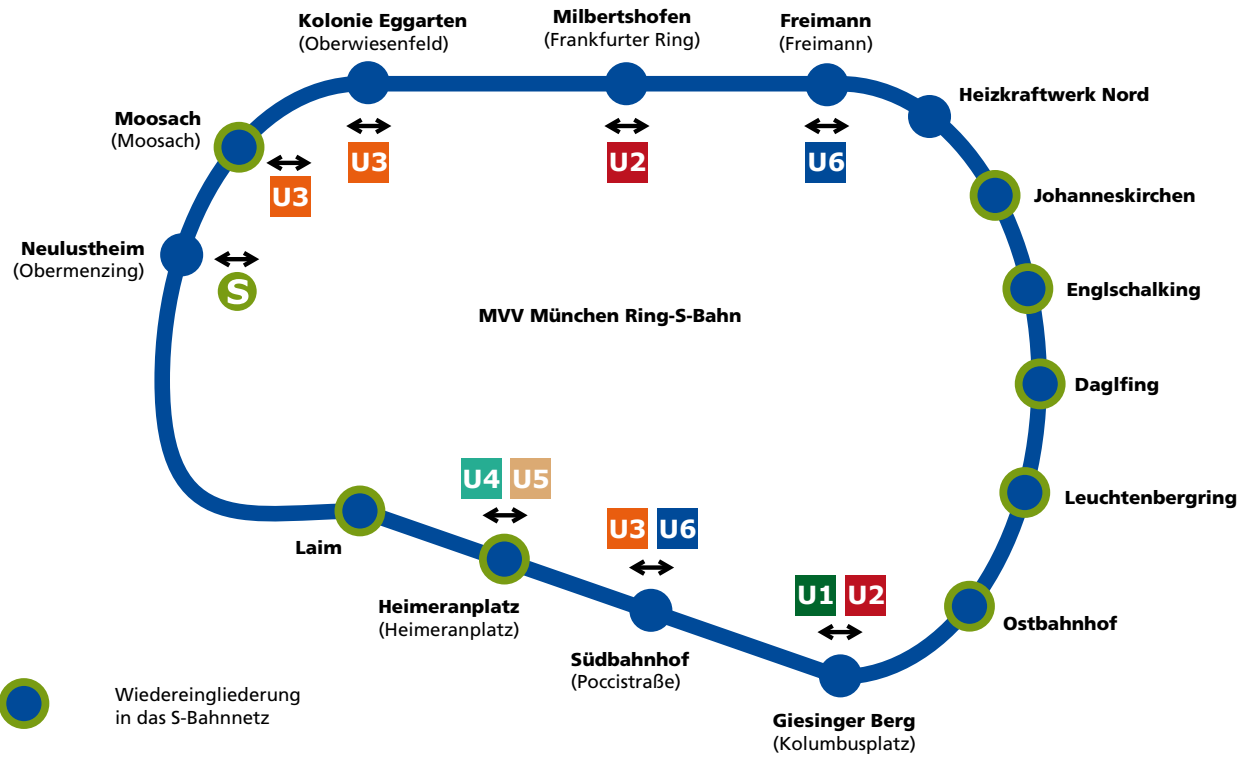 Kolonie Eggarten
(Oberwiesenfeld)
Milbertshofen
(Frankfurter Ring)
Freimann
(Freimann)
Heizkraftwerk Nord
Moosach
(Moosach)
U3
U2
U6
U3
Johanneskirchen
Neulustheim
(Obermenzing)
S
Englschalking
MVV München Ring-S-Bahn
Daglfing
U4 U5
Leuchtenbergring
U3 U6
Laim
U1 U2
Heimeranplatz
(Heimeranplatz)
Ostbahnhof
Südbahnhof
(Poccistraße)
Giesinger Berg
(Kolumbusplatz)
Wiedereingliederung
in das S-Bahnnetz